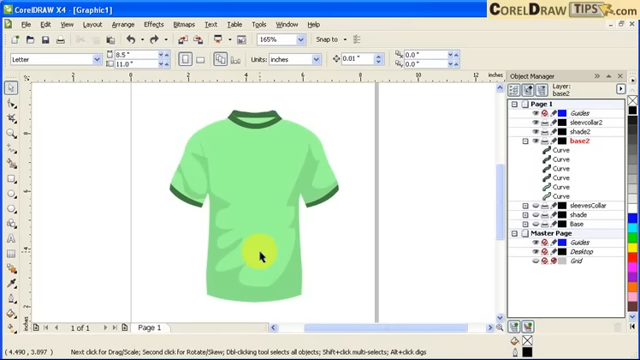 CorelDRAW X4 - [Graphic1]
CORELDRAW TIPS.com
File Edit View Layout Arrange Effects Bitmaps Text Table Tools Window Help
165% Snap to
Letter 8.5 " 11.0 " Units: inches 0.01 " 0.0 " 0.0 "
inches
Object Manager
Layer:
base2
Page 1
Guides
sleevcollar2
shade2
base2
Curve
Curve
Curve
Curve
Curve
Curve
sleevesCollar
shade
Base
Master Page
Guides
Desktop
Grid
1 of 1 Page 1
(4.490, 3.897) Next click for Drag/Scale; Second click for Rotate/Skew; Dbl-clicking tool selects all objects; Shift+click multi-selects; Alt+click digs